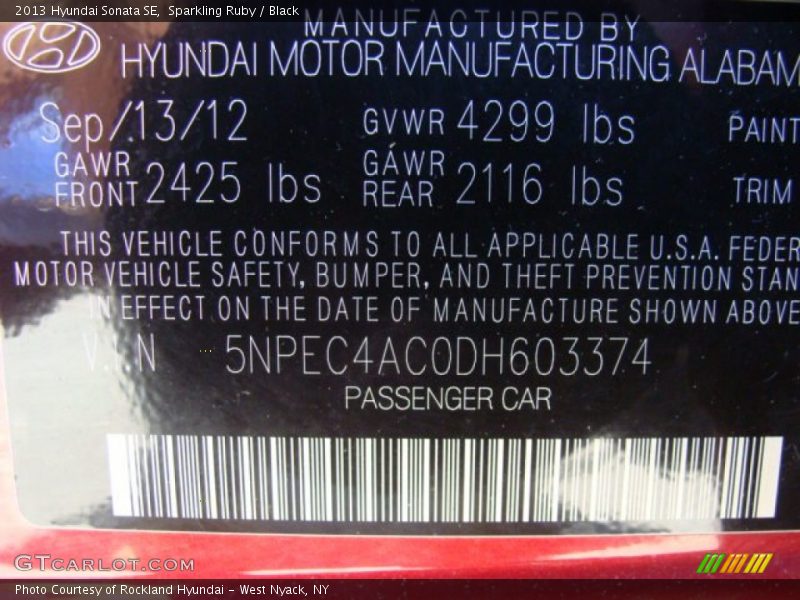 2013 Hyundai Sonata SE, Sparkling Ruby / Black
MANUFACTURED BY
HYUNDAI MOTOR MANUFACTURING ALABAM
Sep/13/12 GVWR 4299 lbs PAINT
GAWR FRONT 2425 lbs GAWR REAR 2116 lbs TRIM
THIS VEHICLE CONFORMS TO ALL APPLICABLE U.S.A. FEDER
MOTOR VEHICLE SAFETY, BUMPER, AND THEFT PREVENTION STAN
IN EFFECT ON THE DATE OF MANUFACTURE SHOWN ABOVE
V...N 5NPEC4AC0DH603374
PASSENGER CAR
GTCARLOT.COM
Photo Courtesy of Rockland Hyundai - West Nyack, NY